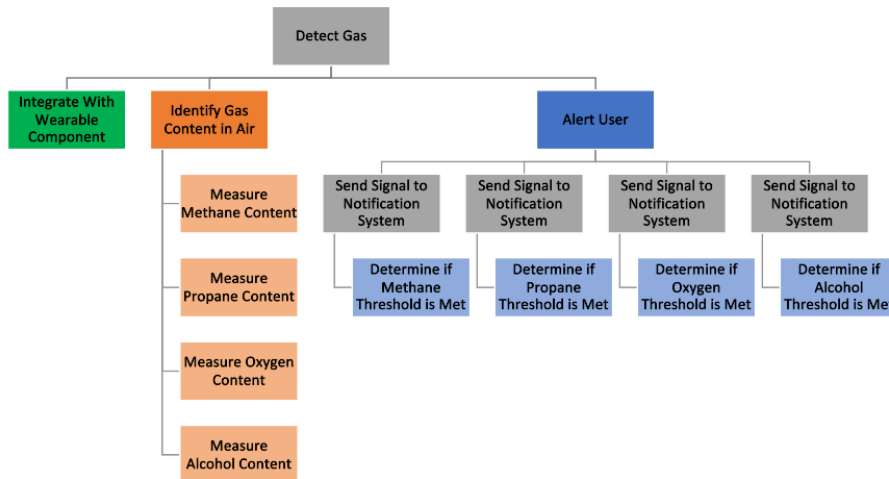 Detect Gas
Integrate With
Wearable
Component
Identify Gas
Content in Air
Alert User
Measure
Methane Content
Measure
Propane Content
Measure Oxygen
Content
Measure
Alcohol Content
Send Signal to
Notification
System
Send Signal to
Notification
System
Send Signal to
Notification
System
Send Signal to
Notification
System
Determine if
Methane
Threshold is Met
Determine if
Propane
Threshold is Met
Determine if
Oxygen
Threshold is Met
Determine if
Alcohol
Threshold is Met